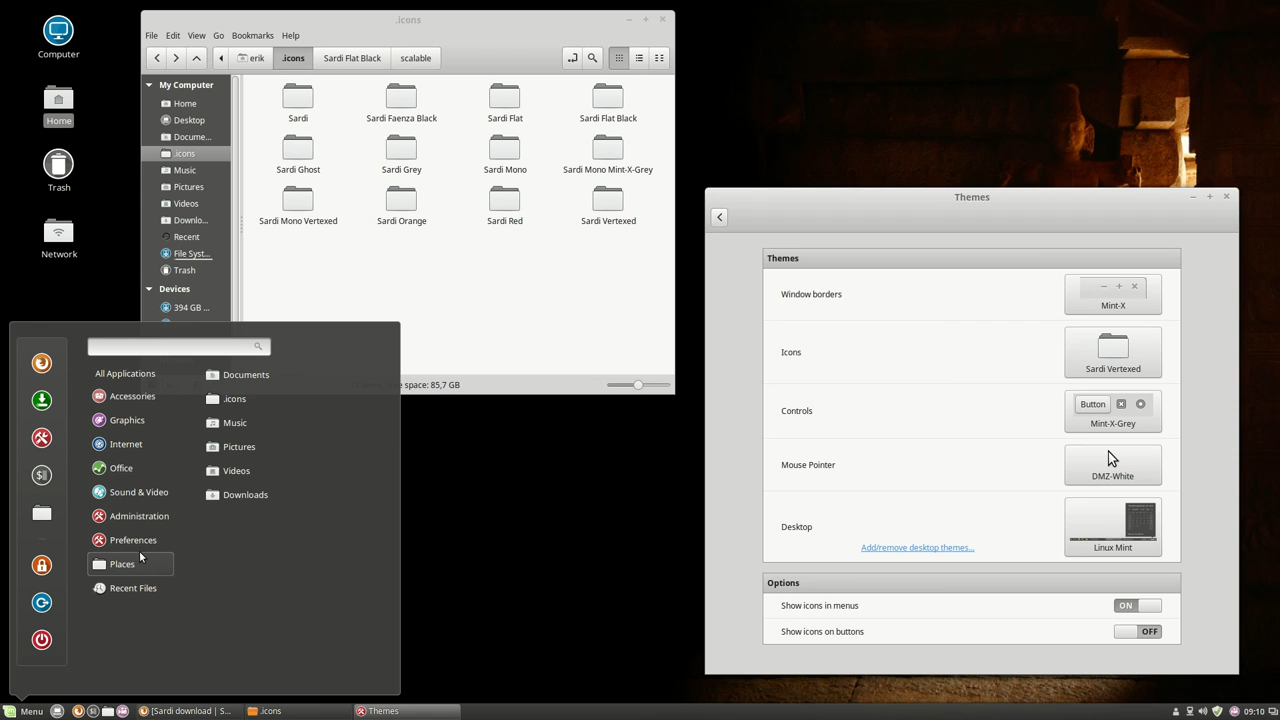 Computer
Home
Trash
Network
.icons
File Edit View Go Bookmarks Help
erik .icons Sardi Flat Black scalable
My Computer
Home
Desktop
Docume...
.icons
Music
Pictures
Videos
Downlo...
Recent
File Syst...
Trash
Devices
394 GB ...
Sardi Sardi Faenza Black Sardi Flat Sardi Flat Black
Sardi Ghost Sardi Grey Sardi Mono Sardi Mono Mint-X-Grey
Sardi Mono Vertexed Sardi Orange Sardi Red Sardi Vertexed
space: 85,7 GB
All Applications
Accessories
Graphics
Internet
Office
Sound & Video
Administration
Preferences
Places
Recent Files
Documents
.icons
Music
Pictures
Videos
Downloads
Themes
Themes
Window borders
Mint-X
Icons
Sardi Vertexed
Controls
Button
Mint-X-Grey
Mouse Pointer
DMZ-White
Desktop
Add/remove desktop themes...
Linux Mint
Options
Show icons in menus ON
Show icons on buttons OFF
Menu [Sardi download | S... .icons Themes 09:10